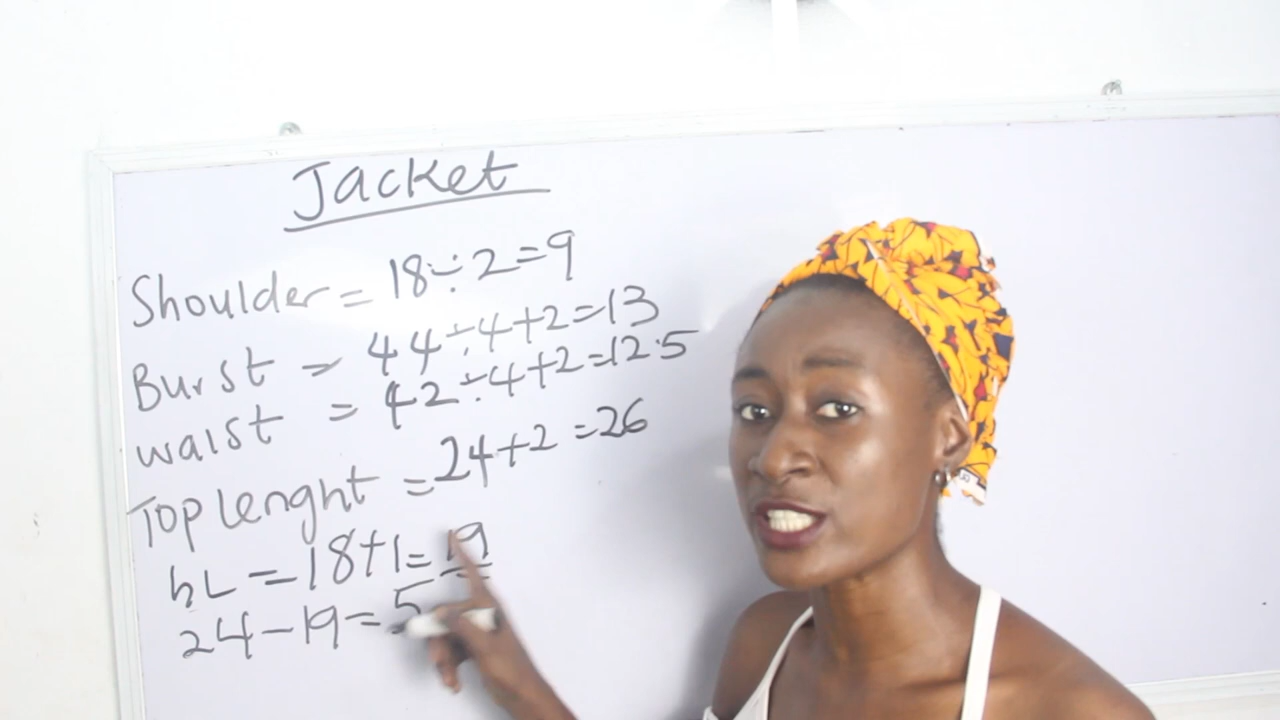 Jacket
Shoulder = 18÷2=9
Burst = 44÷4+2=13
waist = 42÷4+2=12.5
Top lenght = 24+2=26
hL = 18+1=19
24-19=5